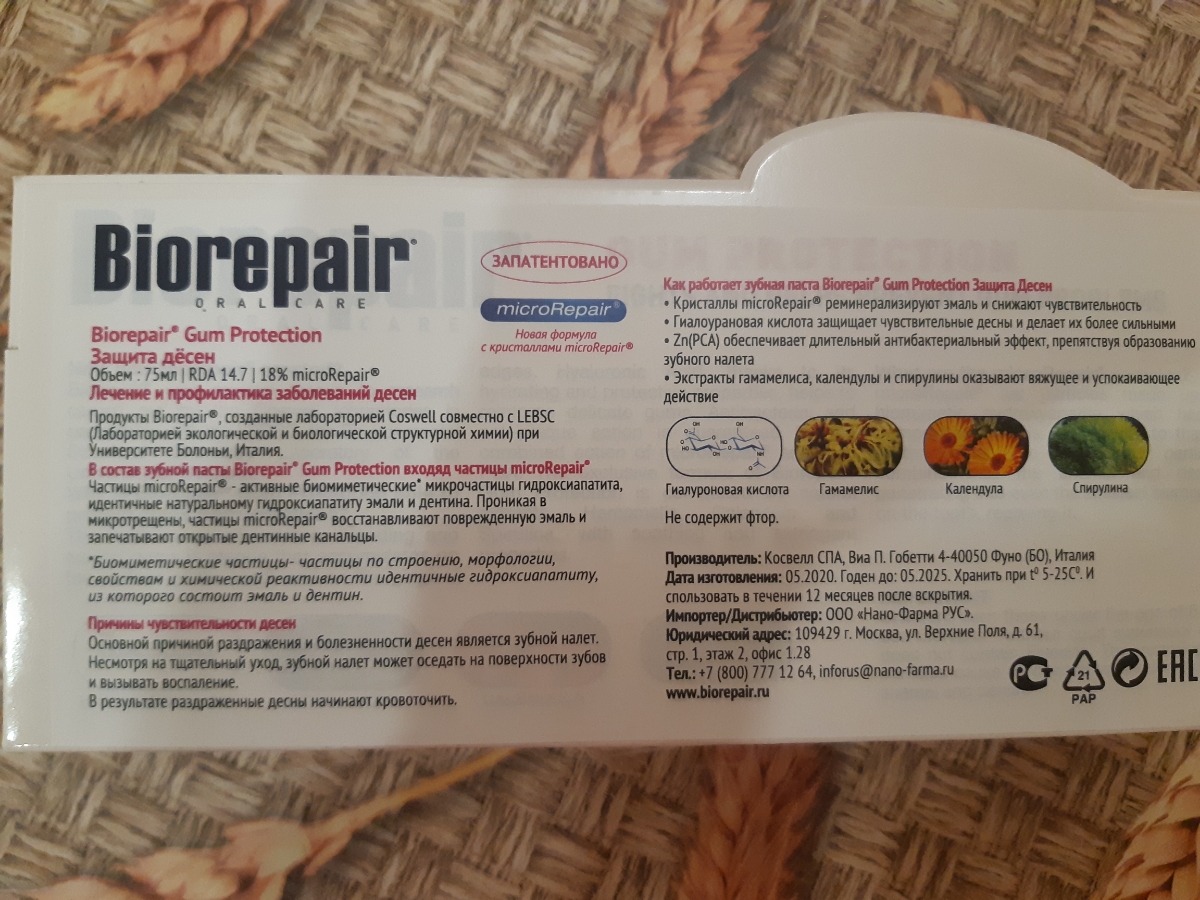 Biorepair®
ORAL CARE
Biorepair® Gum Protection
Защита дёсен
Объем : 75мл | RDA 14.7 | 18% microRepair®
Лечение и профилактика заболеваний десен
Продукты Biorepair®, созданные лабораторией Coswell совместно с LEBSC
(Лабораторией экологической и биологической структурной химии) при
Университете Болоньи, Италия.
В состав зубной пасты Biorepair® Gum Protection входяд частицы microRepair®
Частицы microRepair® - активные биомиметические* микрочастицы гидроксиапатита,
идентичные натуральному гидроксиапатиту эмали и дентина. Проникая в
микротрещены, частицы microRepair® восстанавливают поврежденную эмаль и
запечатывают открытые дентинные канальцы.
*Биомиметические частицы- частицы по строению, морфологии,
свойствам и химической реактивности идентичные гидроксиапатиту,
из которого состоит эмаль и дентин.
Причины чувствительности десен
Основной причиной раздражения и болезненности десен является зубной налет.
Несмотря на тщательный уход, зубной налет может оседать на поверхности зубов
и вызывать воспаление.
В результате раздраженные десны начинают кровоточить.
ЗАПАТЕНТОВАНО
microRepair®
Новая формула
с кристаллами microRepair®
Как работает зубная паста Biorepair® Gum Protection Защита Десен
• Кристаллы microRepair® реминерализируют эмаль и снижают чувствительность
• Гиалоурановая кислота защищает чувствительные десны и делает их более сильными
• Zn(PCA) обеспечивает длительный антибактериальный эффект, препятствуя образованию
зубного налета
• Экстракты гамамелиса, календулы и спирулины оказывают вяжущее и успокаивающее
действие
Гиалуроновая кислота
Гамамелис
Календула
Спирулина
Не содержит фтор.
Производитель: Косвелл СПА, Виа П. Гобетти 4-40050 Фуно (БО), Италия
Дата изготовления: 05.2020. Годен до: 05.2025. Хранить при t⁰ 5-25С⁰. И
спользовать в течении 12 месяцев после вскрытия.
Импортер/Дистрибьютер: ООО «Нано-Фарма РУС».
Юридический адрес: 109429 г. Москва, ул. Верхние Поля, д. 61,
стр. 1, этаж 2, офис 1.28
Тел.: +7 (800) 777 12 64, inforus@nano-farma.ru
www.biorepair.ru
РСТ
21
PAP
EAC